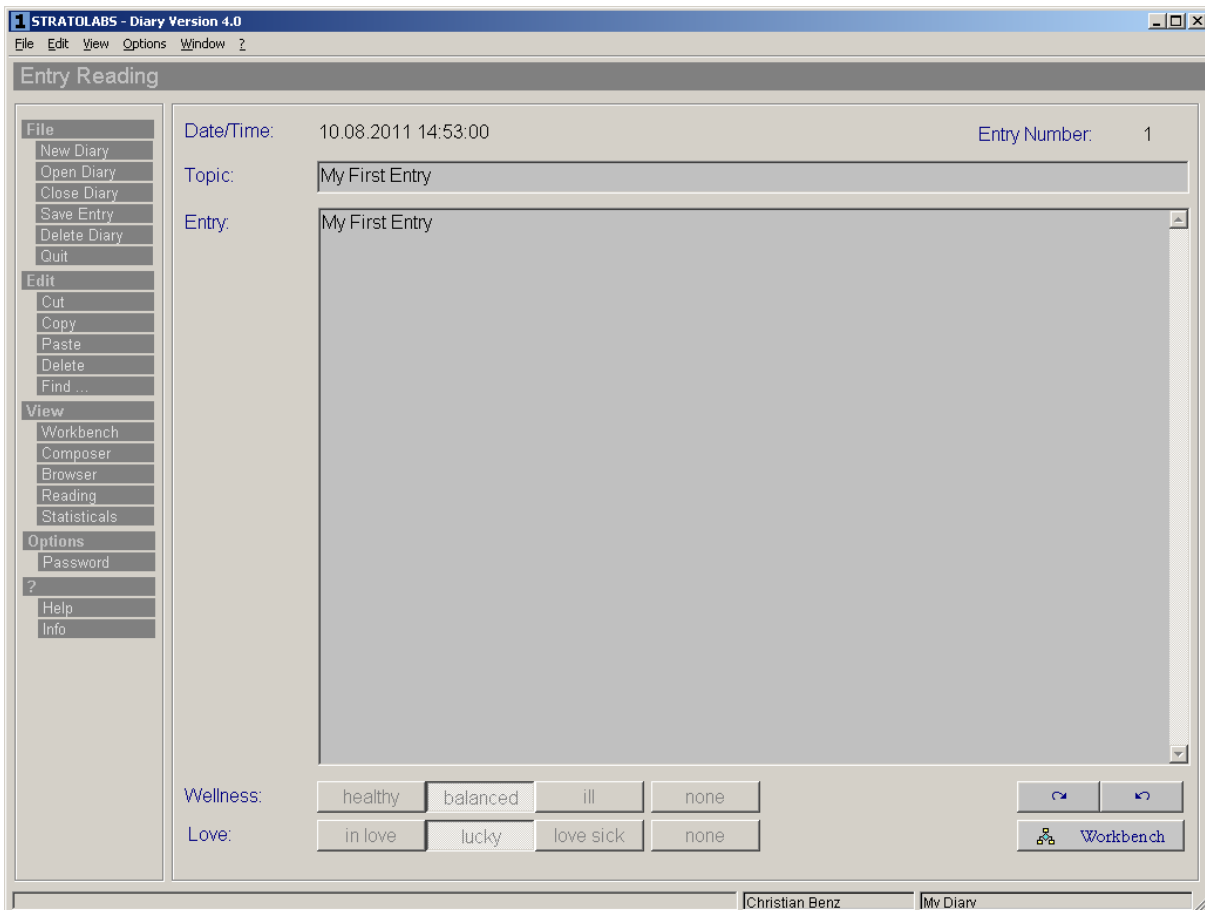 1 STRATOLABS - Diary Version 4.0
File Edit View Options Window ?
Entry Reading
File
New Diary
Open Diary
Close Diary
Save Entry
Delete Diary
Quit
Edit
Cut
Copy
Paste
Delete
Find ...
View
Workbench
Composer
Browser
Reading
Statisticals
Options
Password
?
Help
Info
Date/Time: 10.08.2011 14:53:00 Entry Number: 1
Topic: My First Entry
Entry: My First Entry
Wellness: healthy balanced ill none
Love: in love lucky love sick none
Workbench
Christian Benz My Diary